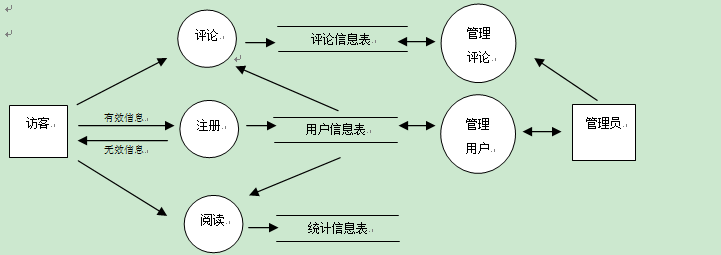 评论
评论信息表
管理
评论
访客
有效信息
无效信息
注册
用户信息表
管理
用户
管理员
阅读
统计信息表